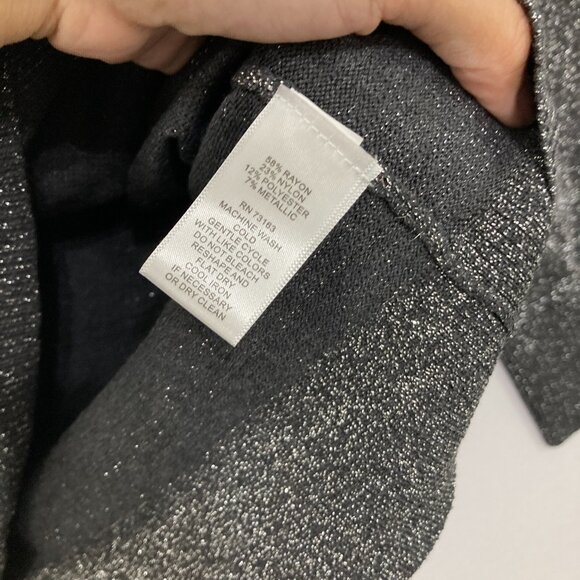 58% RAYON
23% NYLON
12% POLYESTER
7% METALLIC
RN 73163
MACHINE WASH
COLD
GENTLE CYCLE
WITH LIKE COLORS
DO NOT BLEACH
RESHAPE AND
FLAT DRY
COOL IRON
IF NECESSARY
OR DRY CLEAN